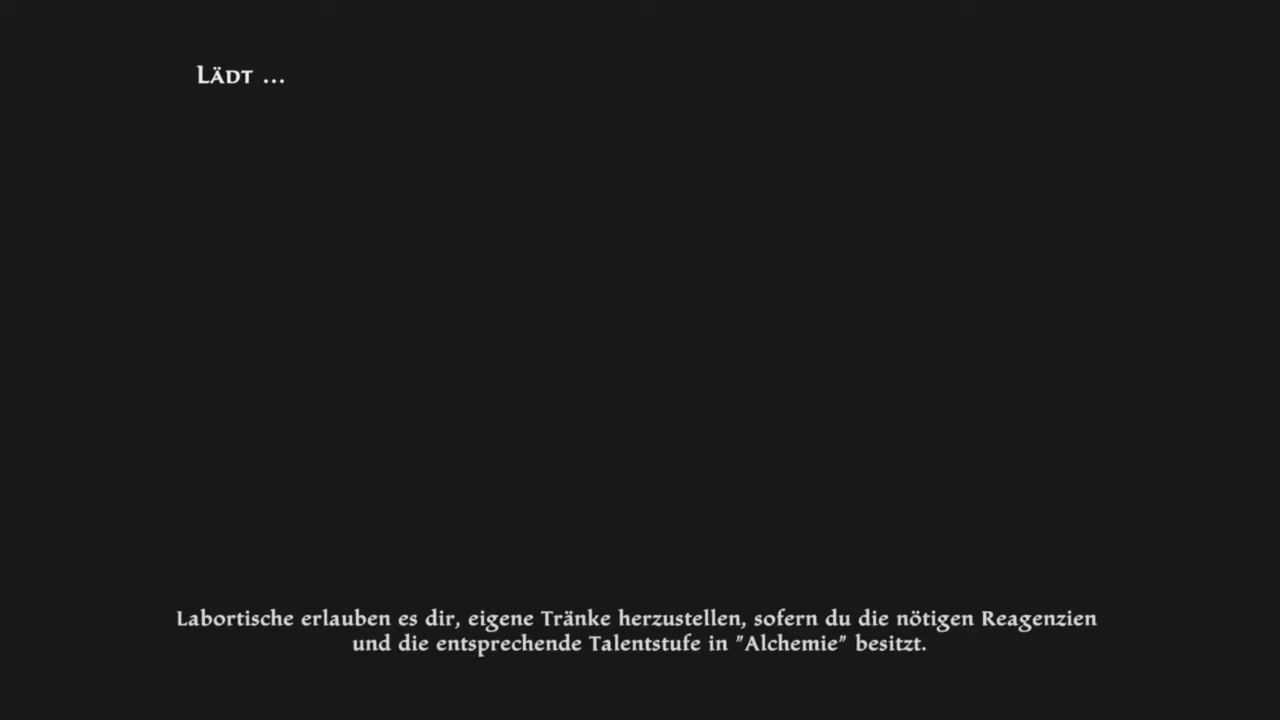 Lädt ...
Labortische erlauben es dir, eigene Tränke herzustellen, sofern du die nötigen Reagenzien
und die entsprechende Talentstufe in "Alchemie" besitzt.